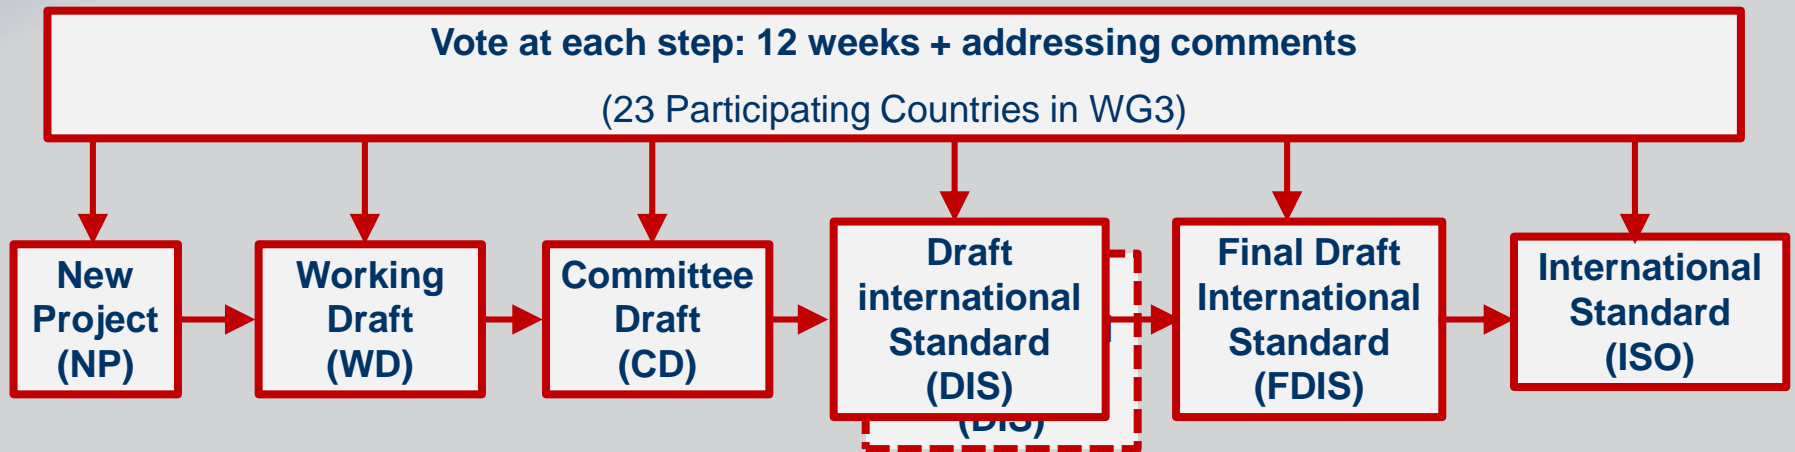 Vote at each step: 12 weeks + addressing comments
(23 Participating Countries in WG3)
New
Project
(NP)
Working
Draft
(WD)
Committee
Draft
(CD)
Draft
international
Standard
(DIS)
(DIS)
Final Draft
International
Standard
(FDIS)
International
Standard
(ISO)